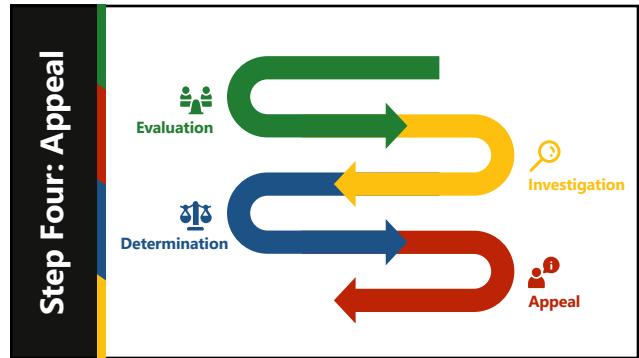 Step Four: Appeal
Evaluation
Investigation
Determination
Appeal